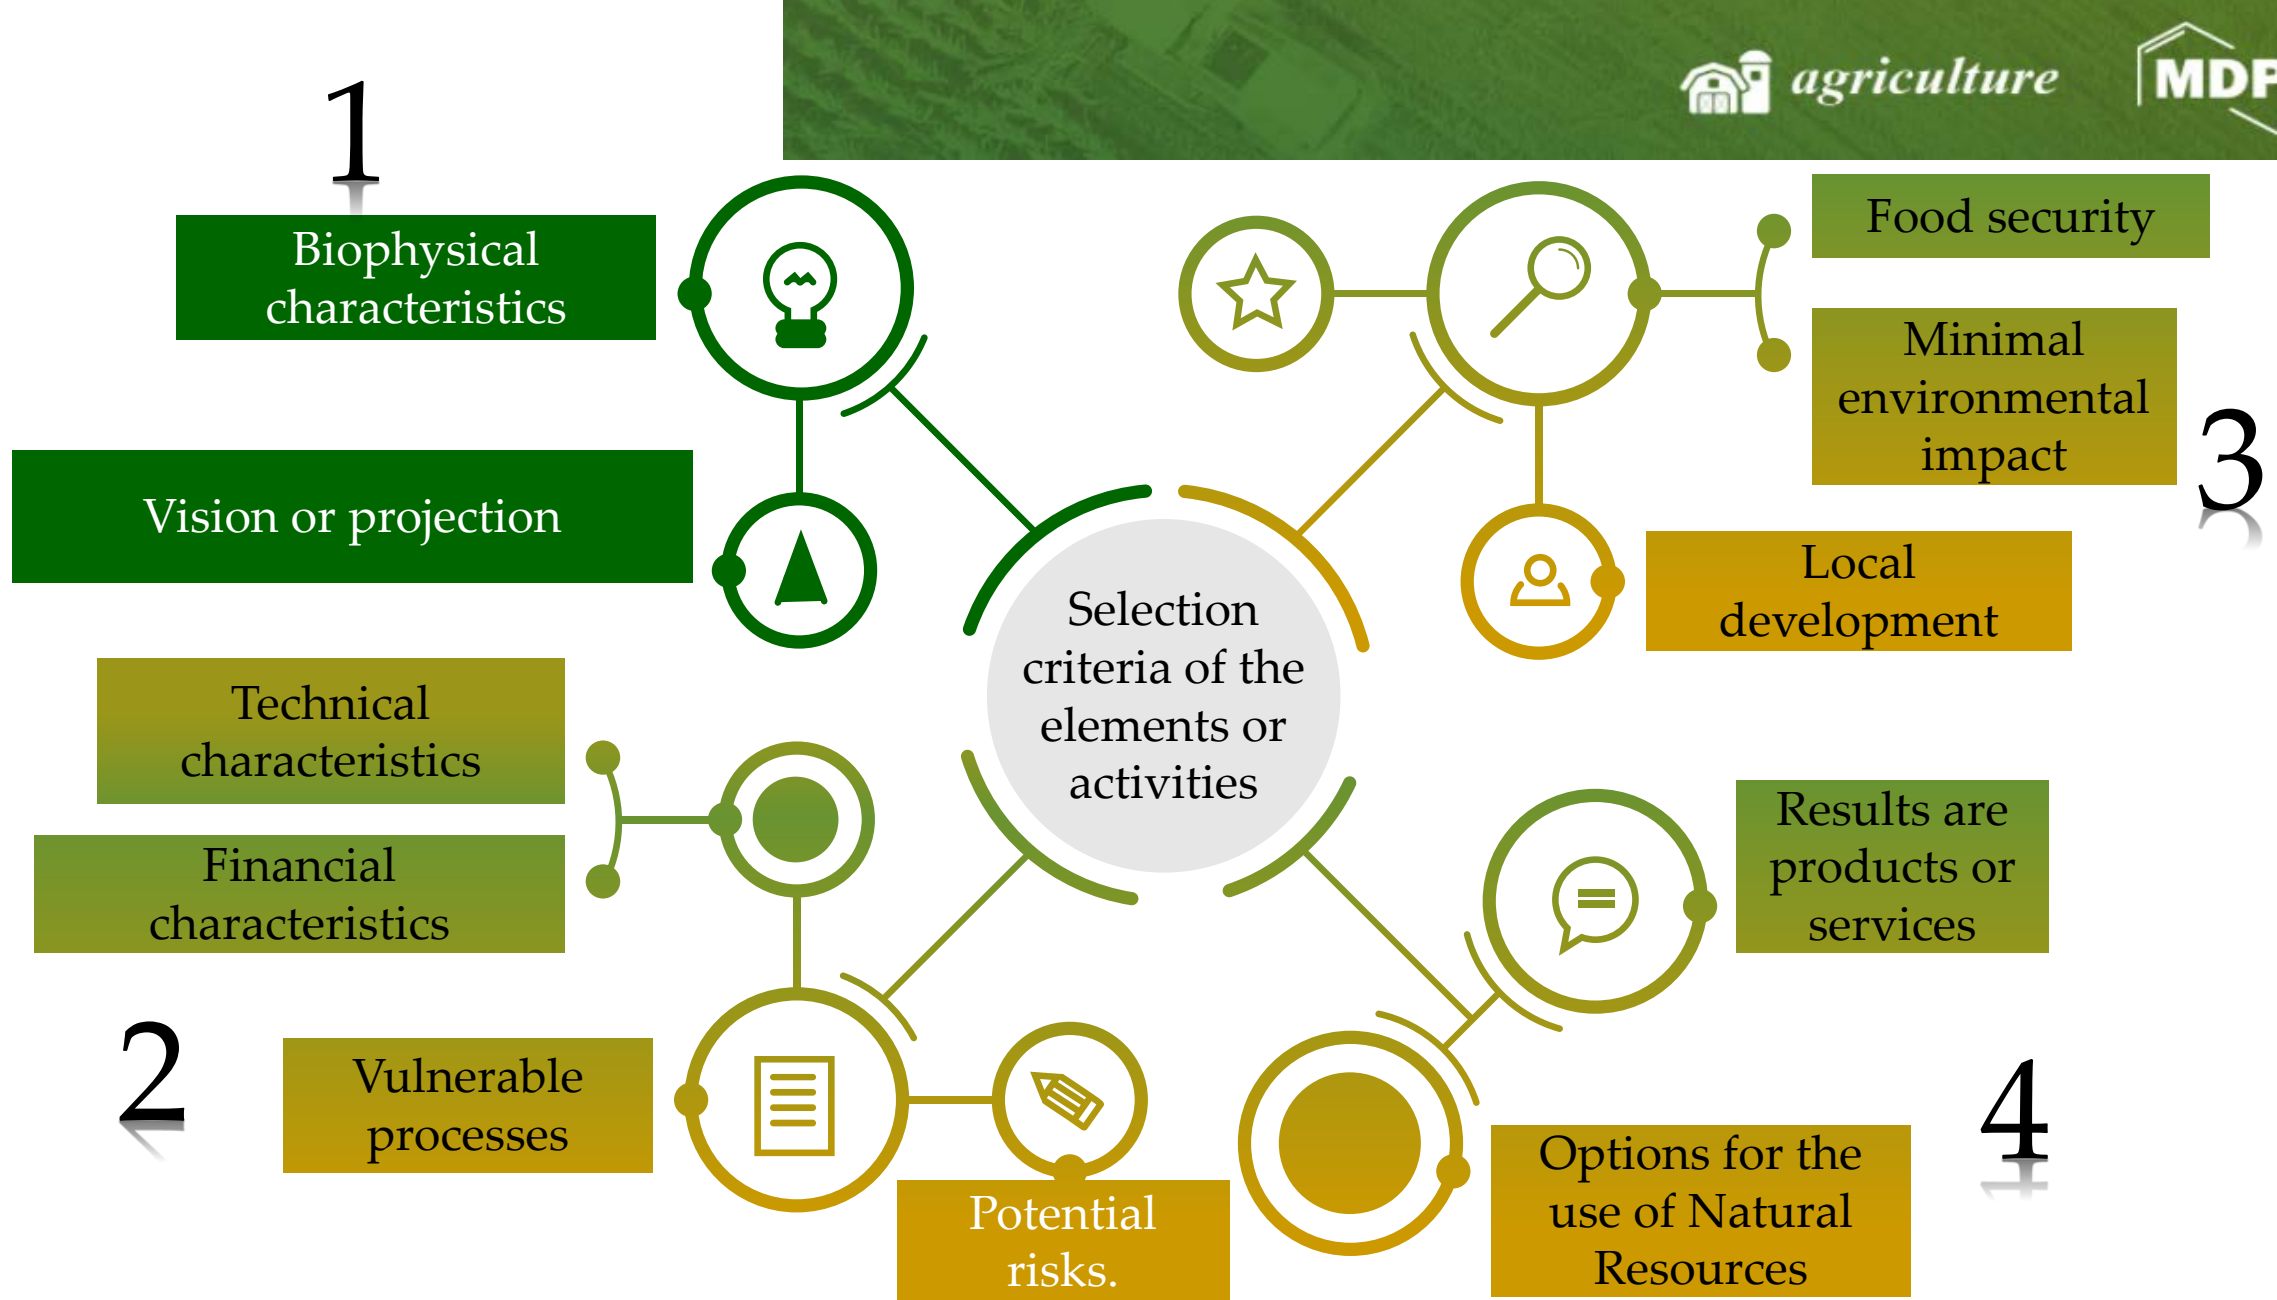 agriculture
MDP
1
Biophysical
characteristics
Vision or projection
Technical
characteristics
Financial
characteristics
2
Vulnerable
processes
Potential
risks.
Selection
criteria of the
elements or
activities
Food security
Minimal
environmental
impact
3
Local
development
Results are
products or
services
4
Options for the
use of Natural
Resources